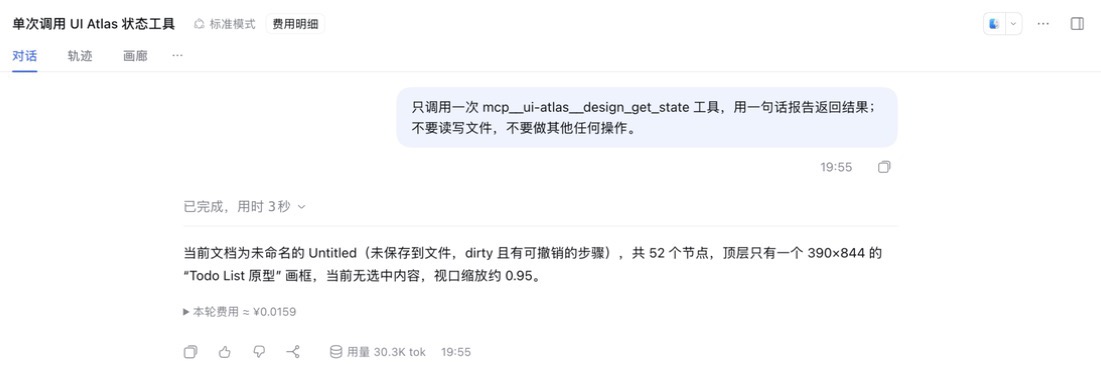 单次调用 UI Atlas 状态工具 标准模式 费用明细
对话 轨迹 画廊 ···
只调用一次 mcp__ui-atlas__design_get_state 工具，用一句话报告返回结果；
不要读写文件，不要做其他任何操作。
19:55
已完成，用时 3秒
当前文档为未命名的 Untitled（未保存到文件，dirty 且有可撤销的步骤），共 52 个节点，顶层只有一个 390×844 的
“Todo List 原型” 画框，当前无选中内容，视口缩放约 0.95。
本轮费用 ≈ ¥0.0159
用量 30.3K tok 19:55